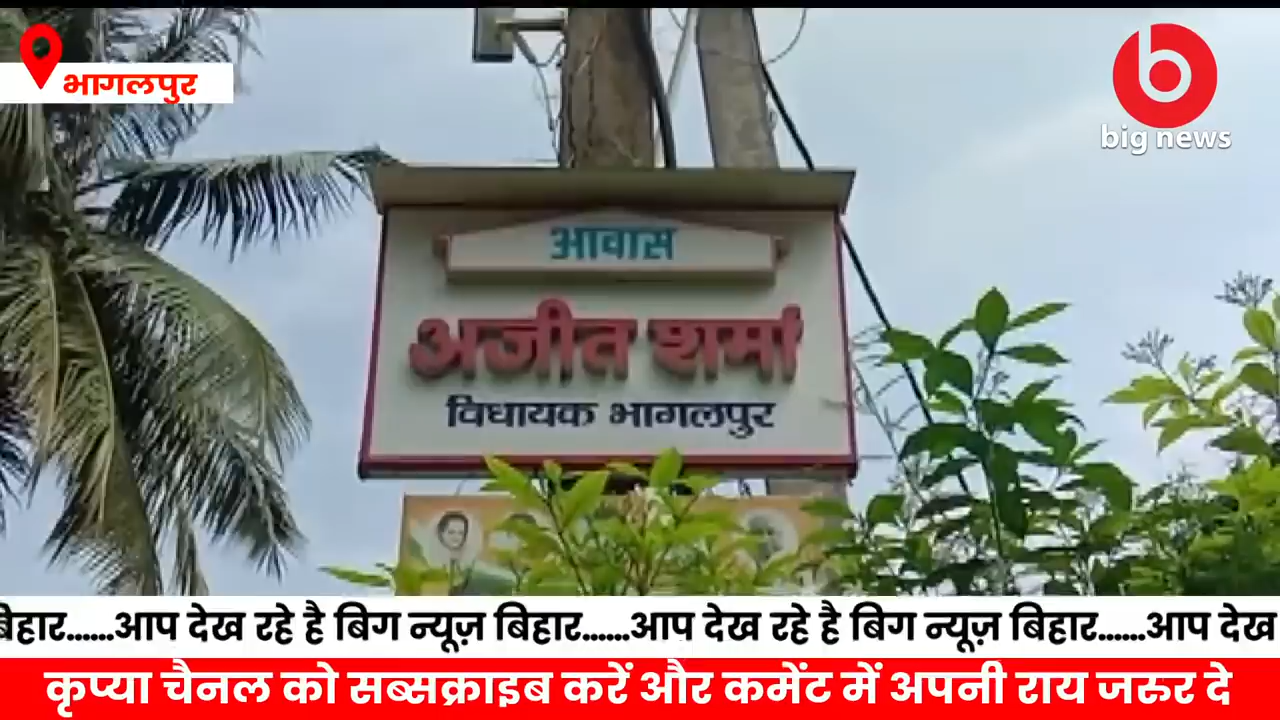 भागलपुर
big news
आवास
अजीत शर्मा
विधायक भागलपुर
बिहार......आप देख रहे है बिग न्यूज़ बिहार......आप देख रहे है बिग न्यूज़ बिहार......आप देख
कृप्या चैनल को सब्सक्राइब करें और कमेंट में अपनी राय जरुर दे